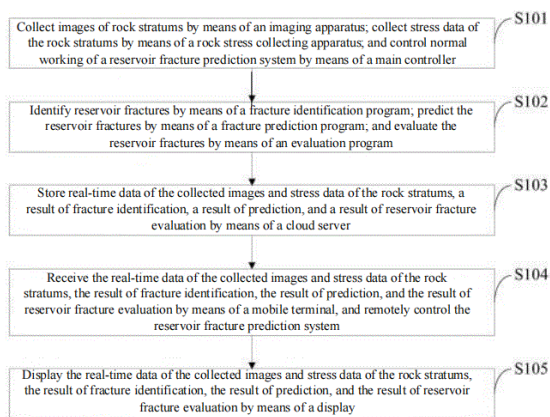 S101
Collect images of rock stratums by means of an imaging apparatus; collect stress data of
the rock stratums by means of a rock stress collecting apparatus; and control normal
working of a reservoir fracture prediction system by means of a main controller
S102
Identify reservoir fractures by means of a fracture identification program; predict the
reservoir fractures by means of a fracture prediction program; and evaluate the
reservoir fractures by means of an evaluation program
S103
Store real-time data of the collected images and stress data of the rock stratums, a
result of fracture identification, a result of prediction, and a result of reservoir fracture
evaluation by means of a cloud server
S104
Receive the real-time data of the collected images and stress data of the rock
stratums, the result of fracture identification, the result of prediction, and the result of
reservoir fracture evaluation by means of a mobile terminal, and remotely control the
reservoir fracture prediction system
S105
Display the real-time data of the collected images and stress data of the rock stratums,
the result of fracture identification, the result of prediction, and the result of reservoir
fracture evaluation by means of a display